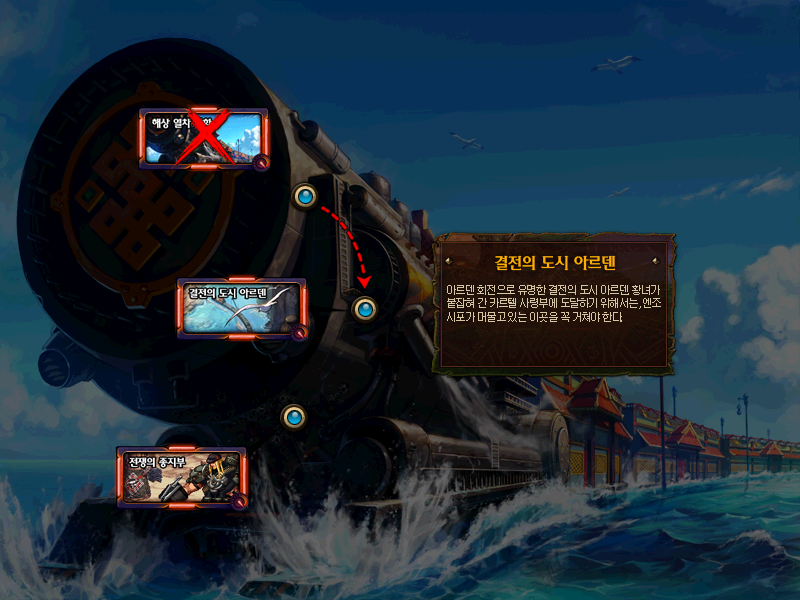 해상 열차
결전의 도시 아르덴
전쟁의 종지부
결전의 도시 아르덴
아르덴 회전으로 유명한 결전의 도시 아르덴 황녀가
붙잡혀 간 카르텔 사령부에 도달하기 위해서는, 엔조
시포가 머물고 있는 이곳을 꼭 거쳐야 한다.